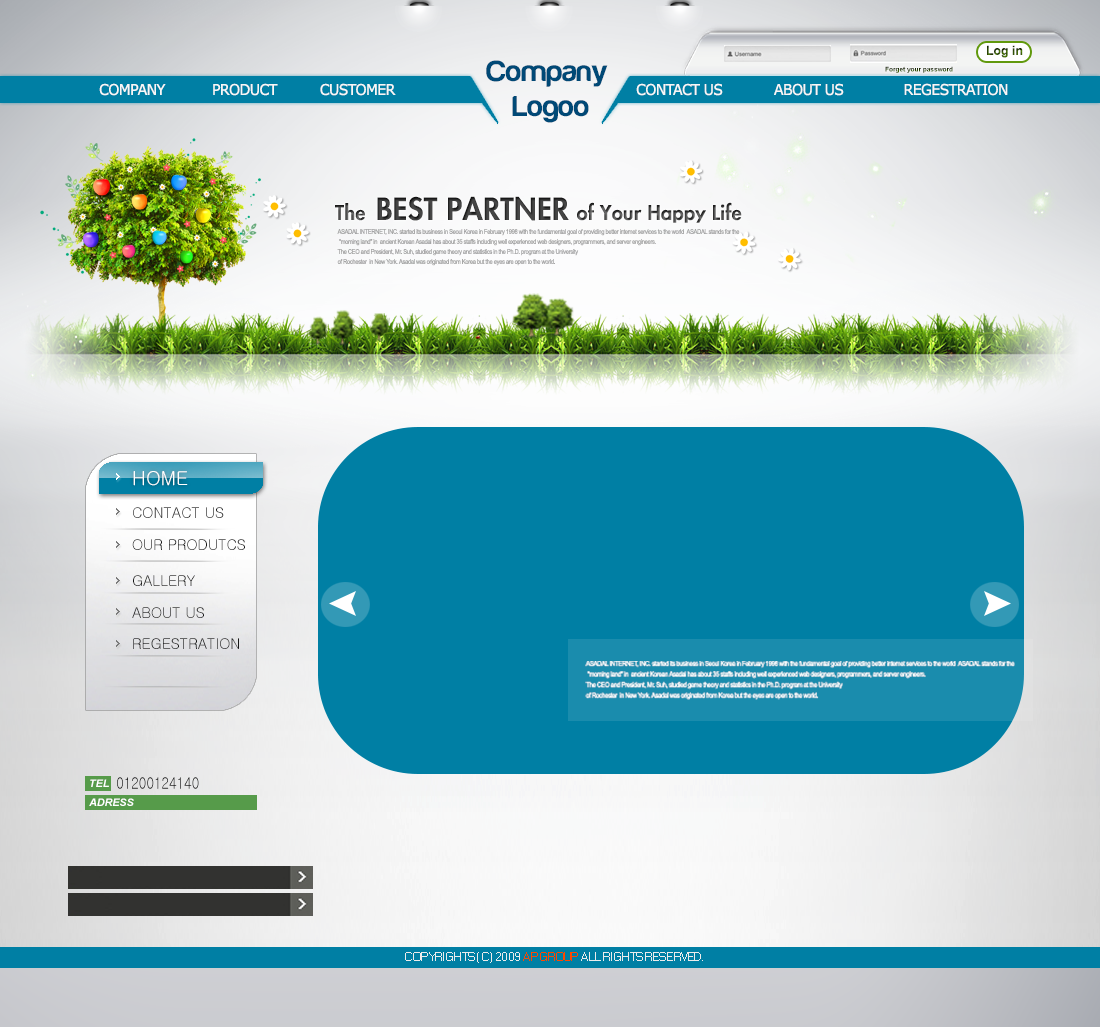 Username
Password
Log in
Forget your password
COMPANY
PRODUCT
CUSTOMER
Company
Logoo
CONTACT US
ABOUT US
REGESTRATION
The BEST PARTNER of Your Happy Life
ASADAL INTERNET, INC. started its business in Seoul Korea in February 1998 with the fundamental goal of providing better internet services to the world ASADAL stands for the
"morning land" in ancient Korean Asadal has about 35 staffs including well experienced web designers, programmers, and server engineers.
The CEO and President, Mr. Suh, studied game theory and statistics in the Ph.D. program at the University
of Rochester in New York. Asadal was originated from Korea but the eyes are open to the world.
HOME
CONTACT US
OUR PRODUTCS
GALLERY
ABOUT US
REGESTRATION
ASADAL INTERNET, INC. started its business in Seoul Korea in February 1998 with the fundamental goal of providing better internet services to the world ASADAL stands for the
"morning land" in ancient Korean Asadal has about 35 staffs including well experienced web designers, programmers, and server engineers.
The CEO and President, Mr. Suh, studied game theory and statistics in the Ph.D. program at the University
of Rochester in New York. Asadal was originated from Korea but the eyes are open to the world.
TEL 01200124140
ADRESS
COPYRIGHTS ( C ) 2009 AP GROUP ALL RIGHTS RESERVED.